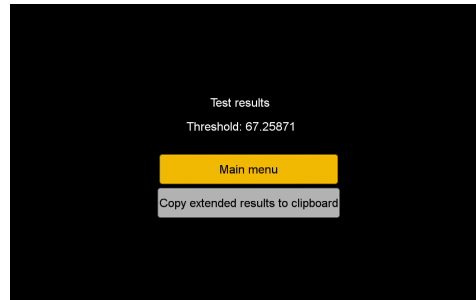 Test results
Threshold: 67.25871
Main menu
Copy extended results to clipboard